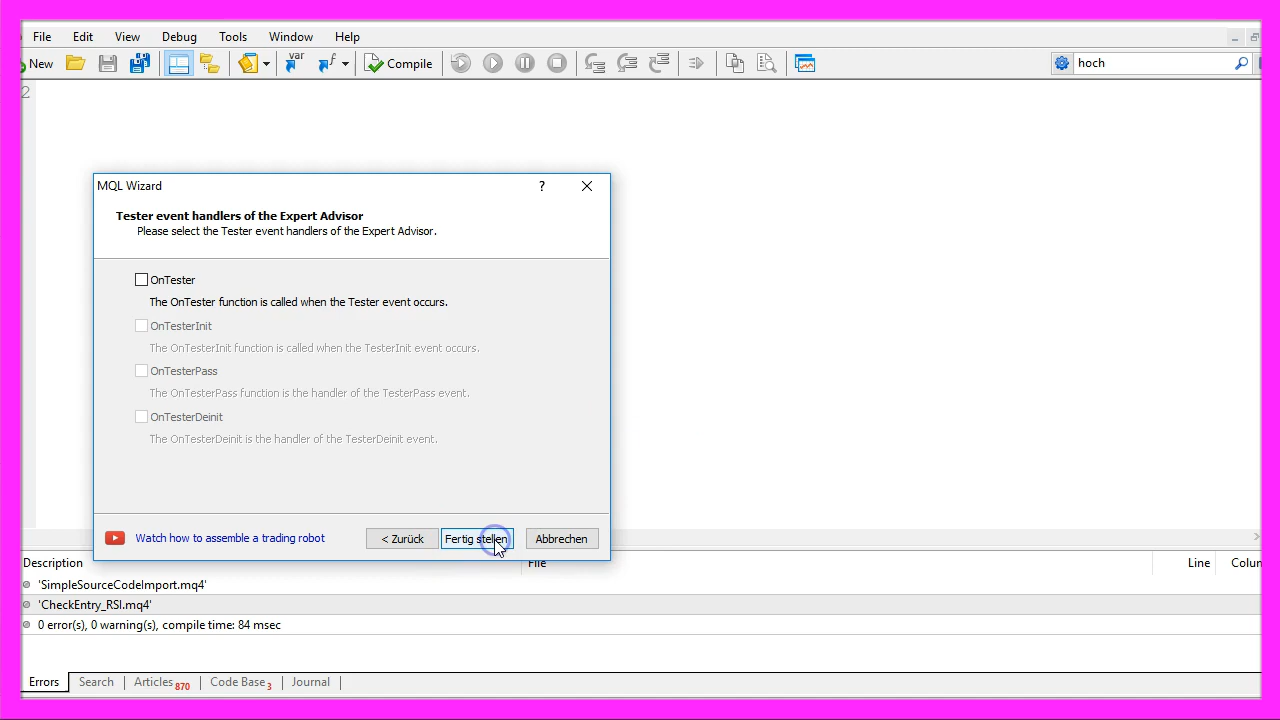 File Edit View Debug Tools Window Help
New var Compile hoch
2
MQL Wizard ?
Tester event handlers of the Expert Advisor
Please select the Tester event handlers of the Expert Advisor.
OnTester
The OnTester function is called when the Tester event occurs.
OnTesterInit
The OnTesterInit function is called when the TesterInit event occurs.
OnTesterPass
The OnTesterPass function is the handler of the TesterPass event.
OnTesterDeinit
The OnTesterDeinit is the handler of the TesterDeinit event.
Watch how to assemble a trading robot < Zurück Fertig stellen Abbrechen
Description File Line Colun
'SimpleSourceCodeImport.mq4'
'CheckEntry_RSI.mq4'
0 error(s), 0 warning(s), compile time: 84 msec
Errors Search Articles 870 Code Base 3 Journal